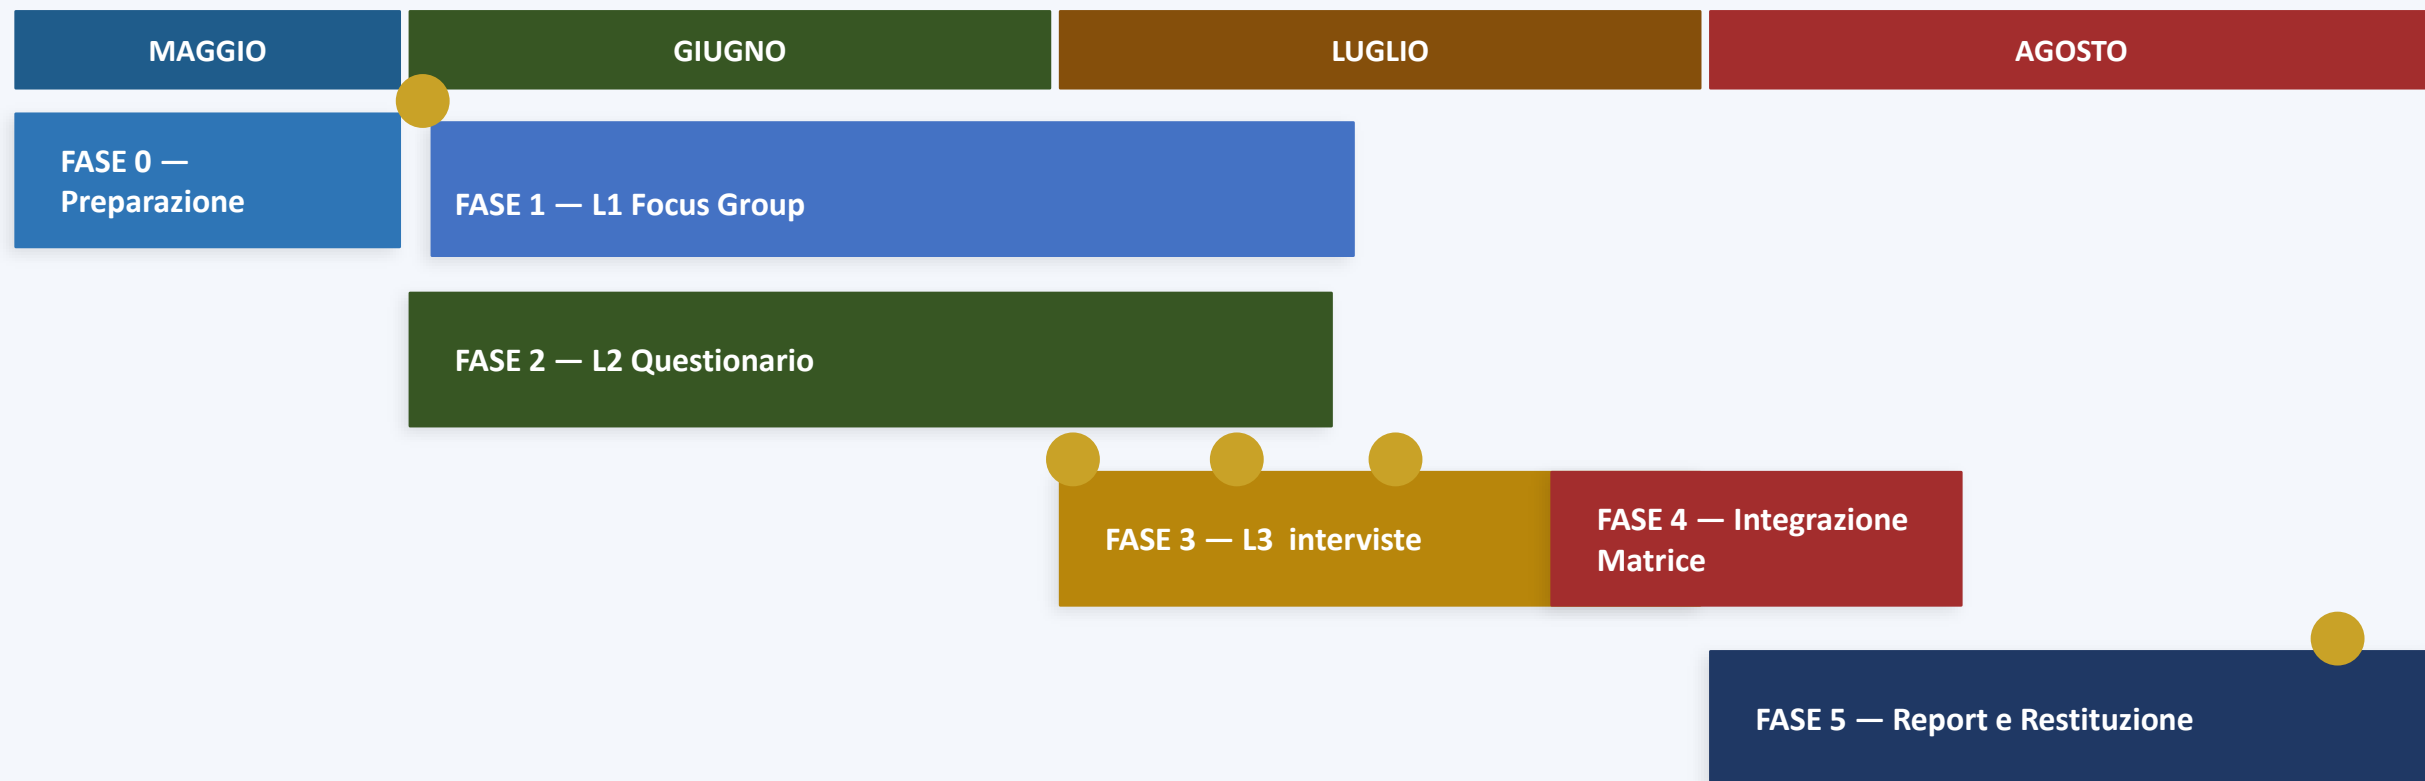 MAGGIO
GIUGNO
LUGLIO
AGOSTO
FASE 0 —
Preparazione
FASE 1 — L1 Focus Group
FASE 2 — L2 Questionario
FASE 3 — L3  interviste
FASE 4 — Integrazione
Matrice
FASE 5 — Report e Restituzione